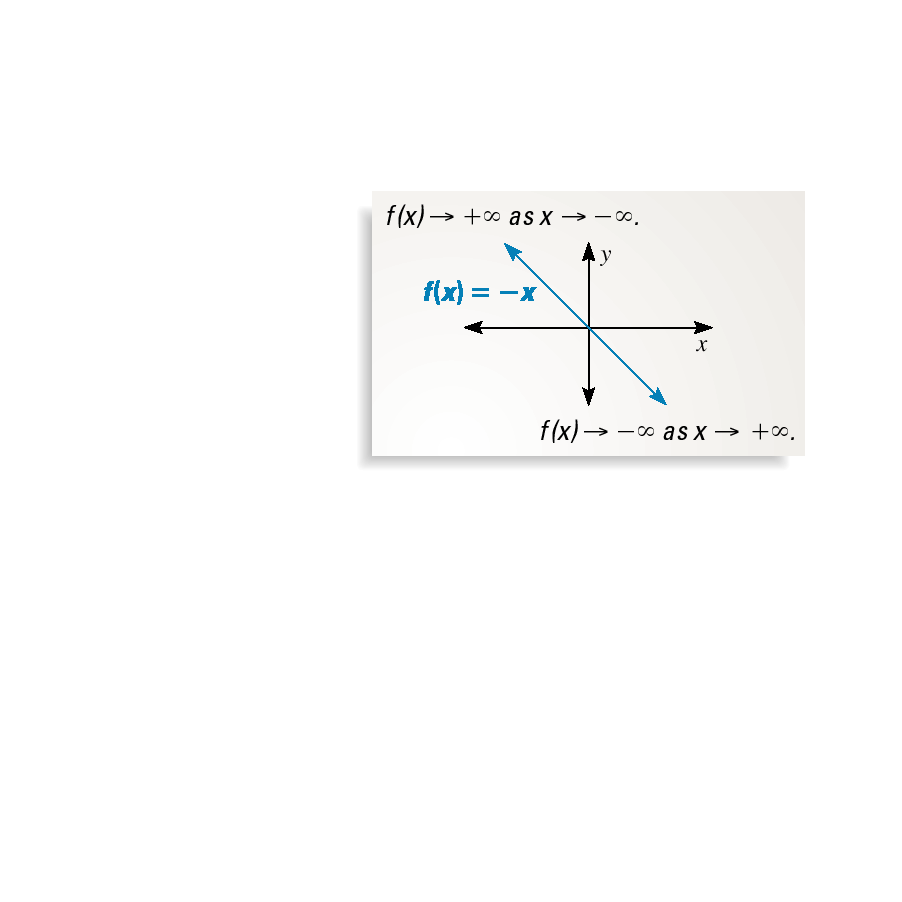 f(x) → +∞ as x → −∞.
y
f(x) = −x
x
f(x) → −∞ as x → +∞.